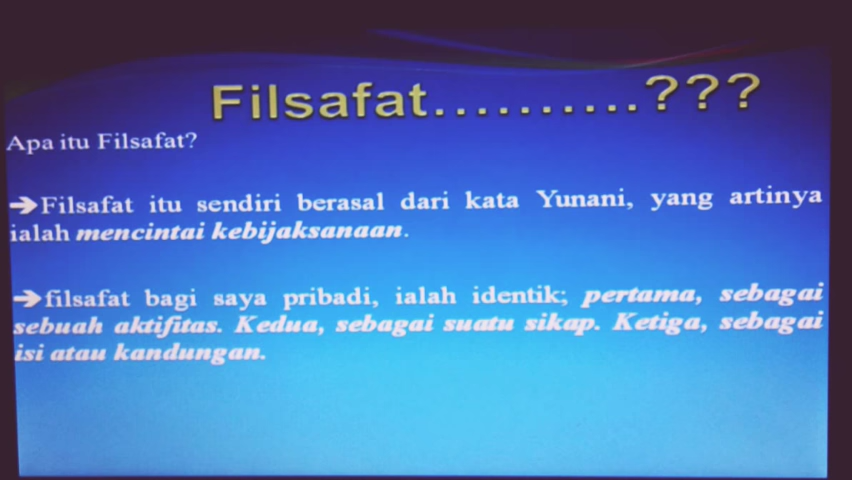 Filsafat..........???
Apa itu Filsafat?
➔Filsafat itu sendiri berasal dari kata Yunani, yang artinya
ialah mencintai kebijaksanaan.
➔filsafat bagi saya pribadi, ialah identik; pertama, sebagai
sebuah aktifitas. Kedua, sebagai suatu sikap. Ketiga, sebagai
isi atau kandungan.